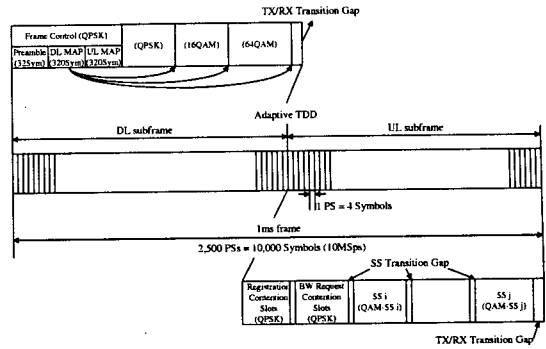 TX/RX Transition Gap
Frame Control (QPSK)
(QPSK)
(16QAM)
(64QAM)
Preamble
(32Sym)
DL MAP
(320Sym)
UL MAP
(320Sym)
Adaptive TDD
DL subframe
UL subframe
1 PS = 4 Symbols
1ms frame
2,500 PSs = 10,000 Symbols (10MSps)
SS Transition Gap
Registration
Contention
Slots
(QPSK)
BW Request
Contention
Slots
(QPSK)
SS i
(QAM-SS i)
SS j
(QAM-SS j)
TX/RX Transition Gap